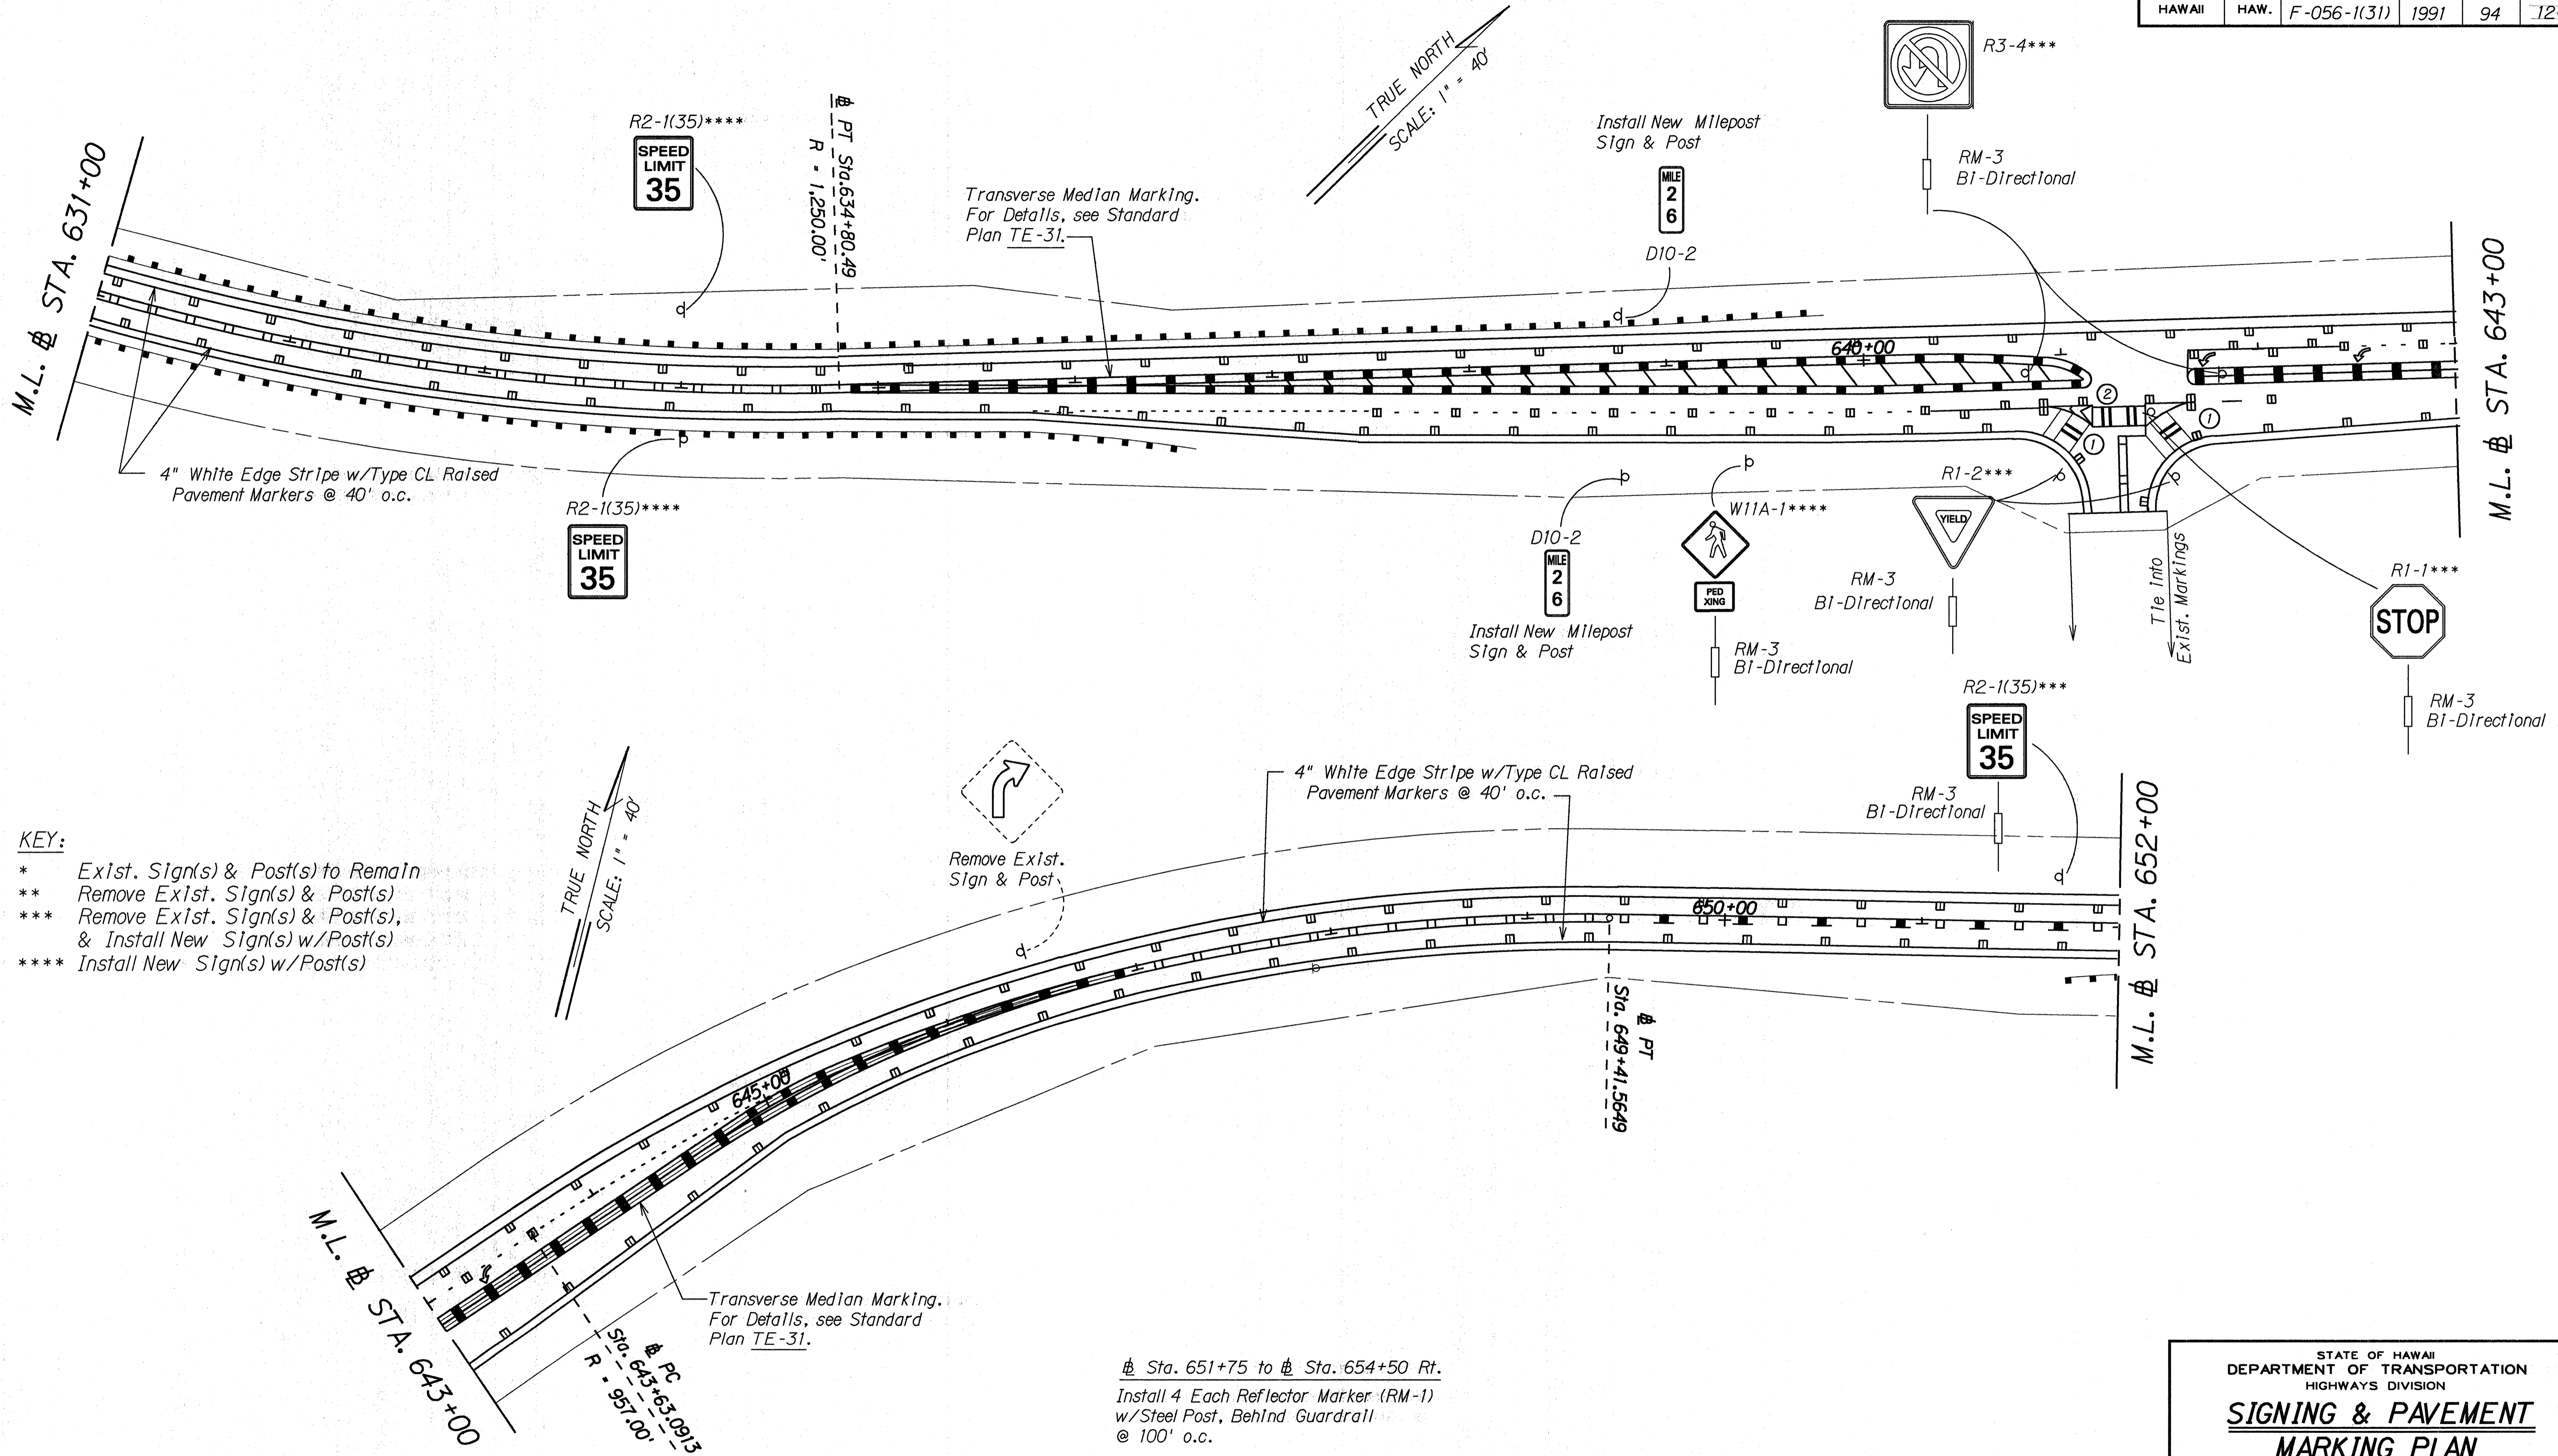 HAWAII HAW. F-056-1(31) 1991 94
R3-4***
TRUE NORTH
SCALE: 1" = 40'
R2-1(35)****
SPEED
LIMIT
35
PT Sta.634+80.49
R = 1,250.00'
Install New Milepost
Sign & Post
MILE
2
6
D10-2
RM-3
Bi-Directional
Transverse Median Marking.
For Details, see Standard
Plan TE-31.
M.L. B STA. 631+00
M.L. B STA. 643+00
640+00
2
1
1
4" White Edge Stripe w/Type CL Raised
Pavement Markers @ 40' o.c.
R2-1(35)****
SPEED
LIMIT
35
D10-2
MILE
2
6
Install New Milepost
Sign & Post
W11A-1****
PED
XING
RM-3
Bi-Directional
R1-2***
YIELD
RM-3
Bi-Directional
Tie into
Exist. Markings
R1-1***
STOP
RM-3
Bi-Directional
R2-1(35)***
SPEED
LIMIT
35
RM-3
Bi-Directional
KEY:
* Exist. Sign(s) & Post(s) to Remain
** Remove Exist. Sign(s) & Post(s)
*** Remove Exist. Sign(s) & Post(s),
& Install New Sign(s) w/Post(s)
**** Install New Sign(s) w/Post(s)
TRUE NORTH
SCALE: 1" = 40'
Remove Exist.
Sign & Post
4" White Edge Stripe w/Type CL Raised
Pavement Markers @ 40' o.c.
650+00
M.L. B STA. 652+00
B PT
Sta. 649+41.5649
645+00
M.L. B STA. 643+00
Transverse Median Marking.
For Details, see Standard
Plan TE-31.
B PC
Sta. 643+63.0913
R = 957.00'
B Sta. 651+75 to B Sta. 654+50 Rt.
Install 4 Each Reflector Marker (RM-1)
w/Steel Post, Behind Guardrail
@ 100' o.c.
STATE OF HAWAII
DEPARTMENT OF TRANSPORTATION
HIGHWAYS DIVISION
SIGNING & PAVEMENT
MARKING PLAN